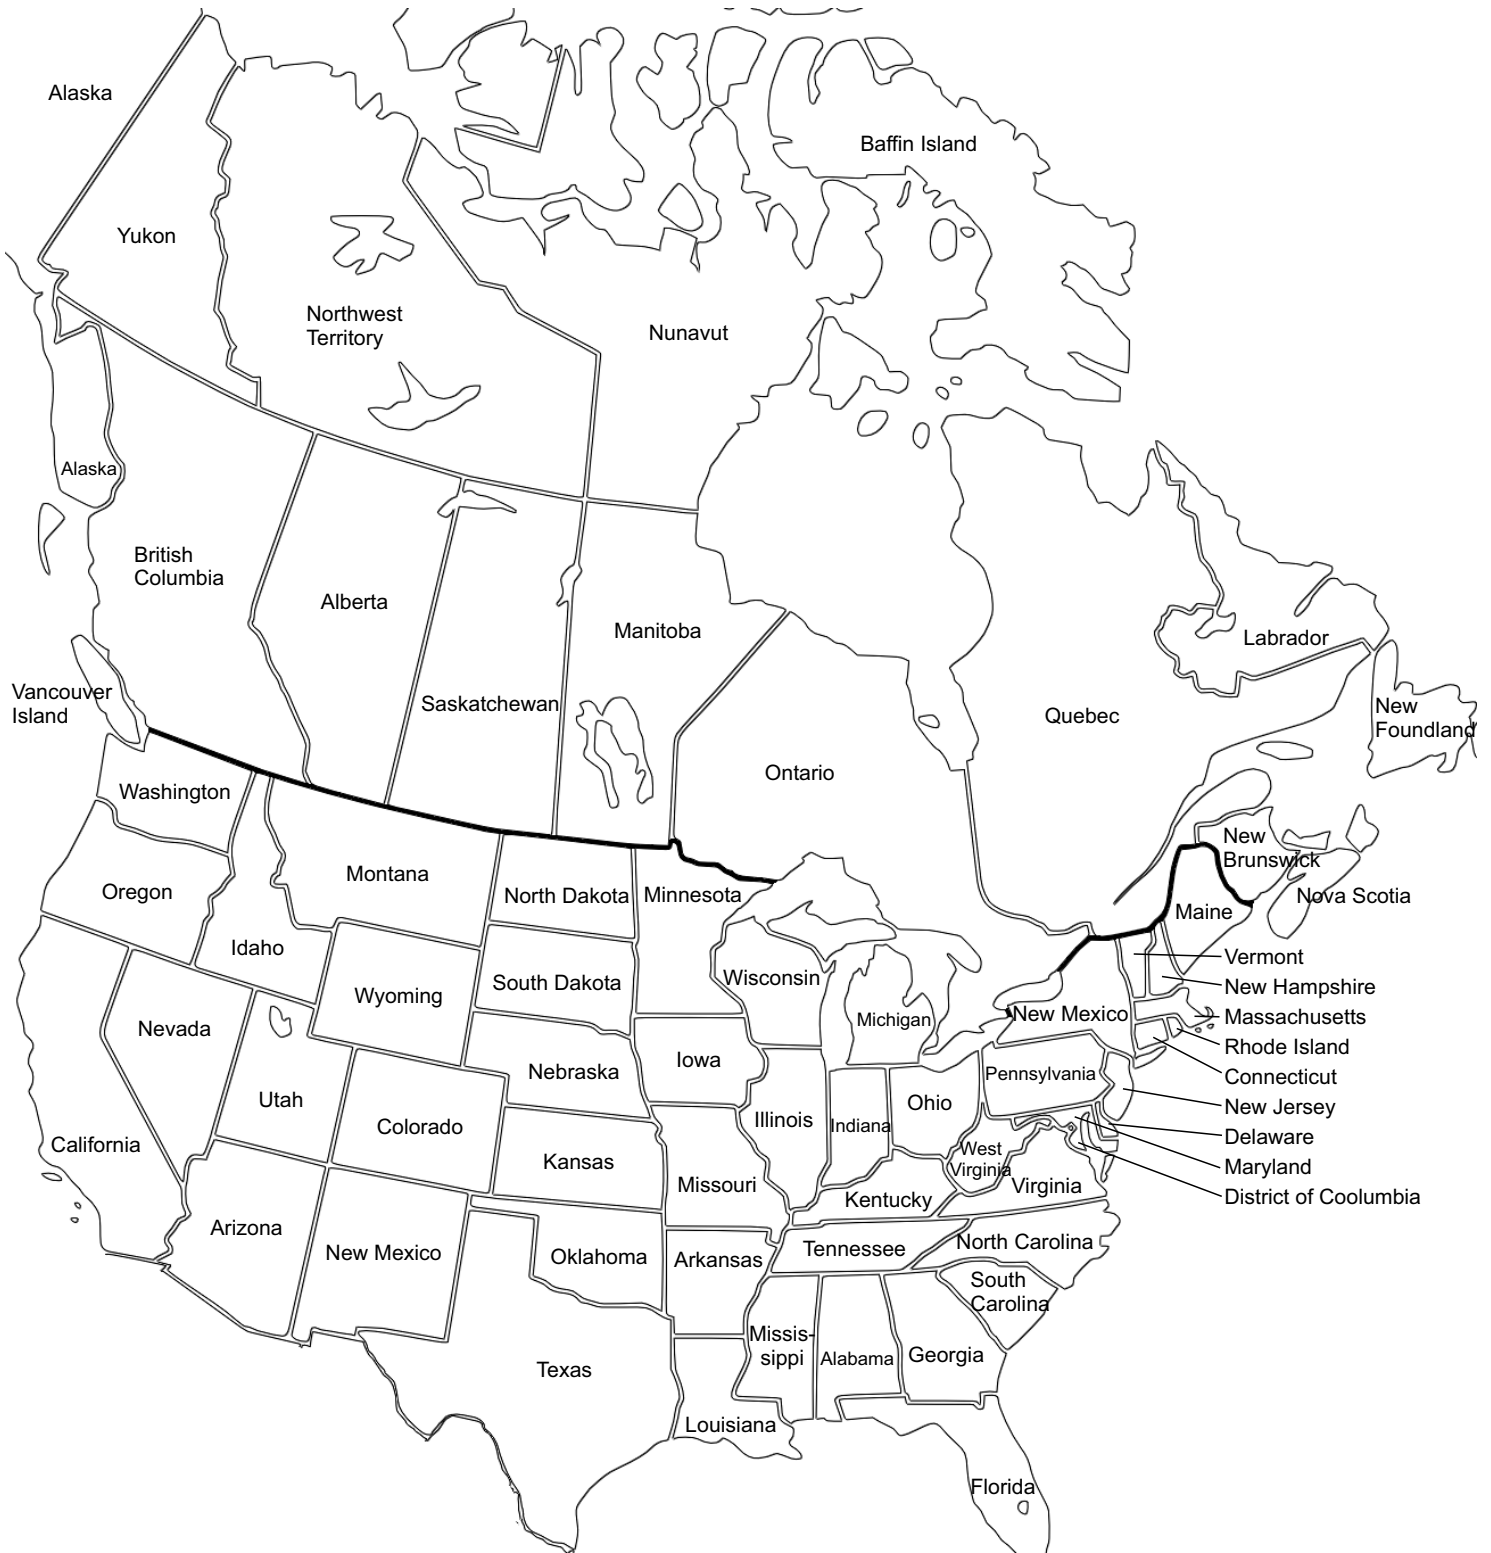 Alaska
Baffin Island
Yukon
Northwest
Territory
Nunavut
Alaska
British
Columbia
Alberta
Manitoba
Labrador
Vancouver
Island
Saskatchewan
Quebec
New
Foundland
Ontario
Washington
New
Brunswick
Montana
Oregon
North Dakota
Minnesota
Maine
Nova Scotia
Idaho
Vermont
Wyoming
South Dakota
Wisconsin
New Hampshire
Nevada
Michigan
New Mexico
Massachusetts
Rhode Island
Iowa
Nebraska
Pennsylvania
Connecticut
Utah
Ohio
New Jersey
Colorado
Illinois
Indiana
Delaware
California
Kansas
West
Virginia
Maryland
Missouri
Virginia
District of Coolumbia
Kentucky
Arizona
New Mexico
Oklahoma
Arkansas
Tennessee
North Carolina
South
Carolina
Missis-
sippi
Alabama
Georgia
Texas
Louisiana
Florida